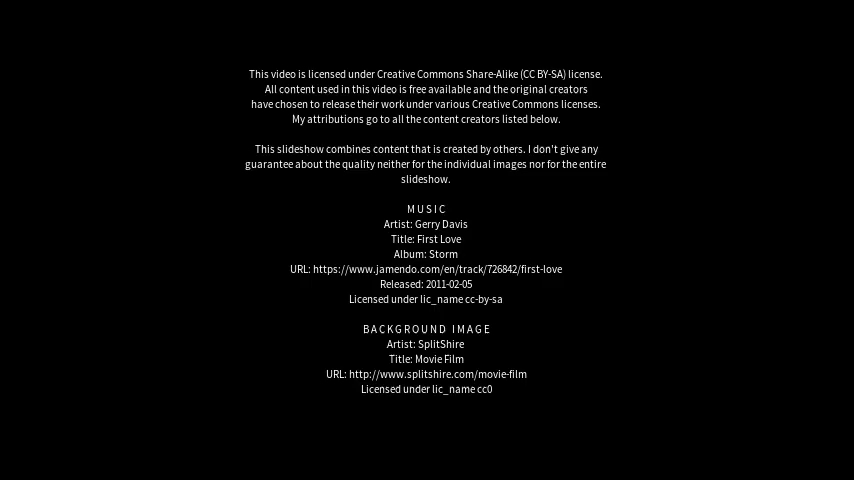 This video is licensed under Creative Commons Share-Alike (CC BY-SA) license.
All content used in this video is free available and the original creators
have chosen to release their work under various Creative Commons licenses.
My attributions go to all the content creators listed below.
This slideshow combines content that is created by others. I don't give any
guarantee about the quality neither for the individual images nor for the entire
slideshow.
MUSIC
Artist: Gerry Davis
Title: First Love
Album: Storm
URL: https://www.jamendo.com/en/track/726842/first-love
Released: 2011-02-05
Licensed under lic_name cc-by-sa
BACKGROUND IMAGE
Artist: SplitShire
Title: Movie Film
URL: http://www.splitshire.com/movie-film
Licensed under lic_name cc0